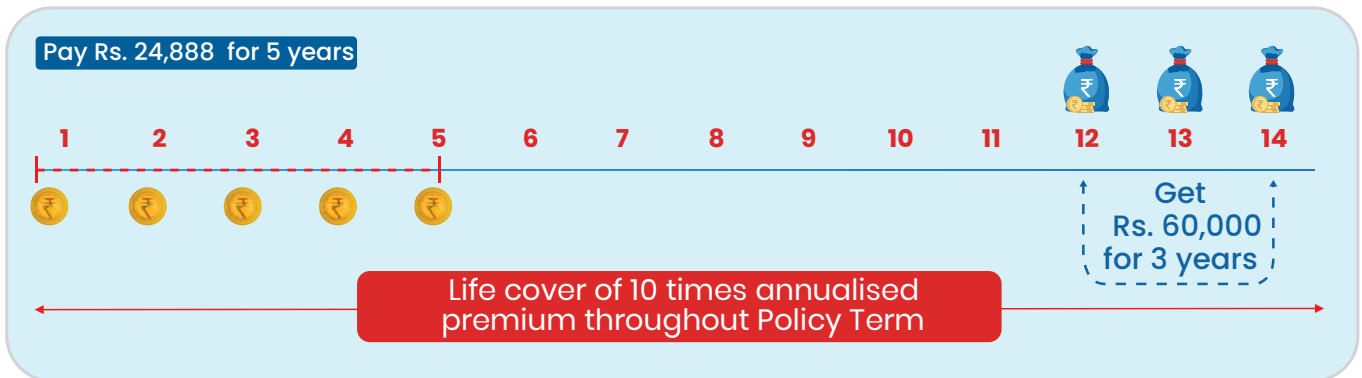 Pay Rs. 24,888 for 5 years
1 2 3 4 5 6 7 8 9 10 11 12 13 14
₹ ₹ ₹
₹ ₹ ₹ ₹ ₹
Get
Rs. 60,000
for 3 years
Life cover of 10 times annualised
premium throughout Policy Term